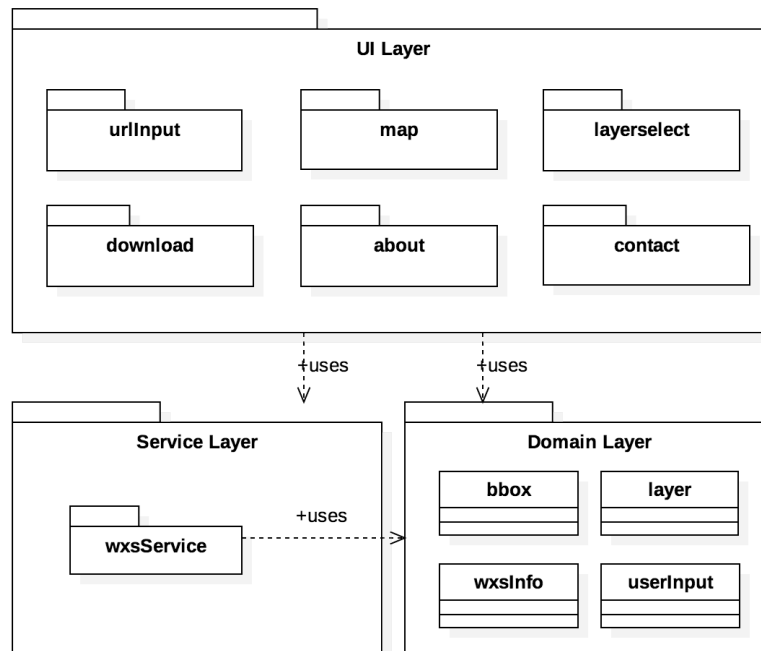 UI Layer
urlInput
map
layerselect
download
about
contact
+uses
+uses
Service Layer
Domain Layer
bbox
layer
+uses
wxsService
wxsInfo
userInput